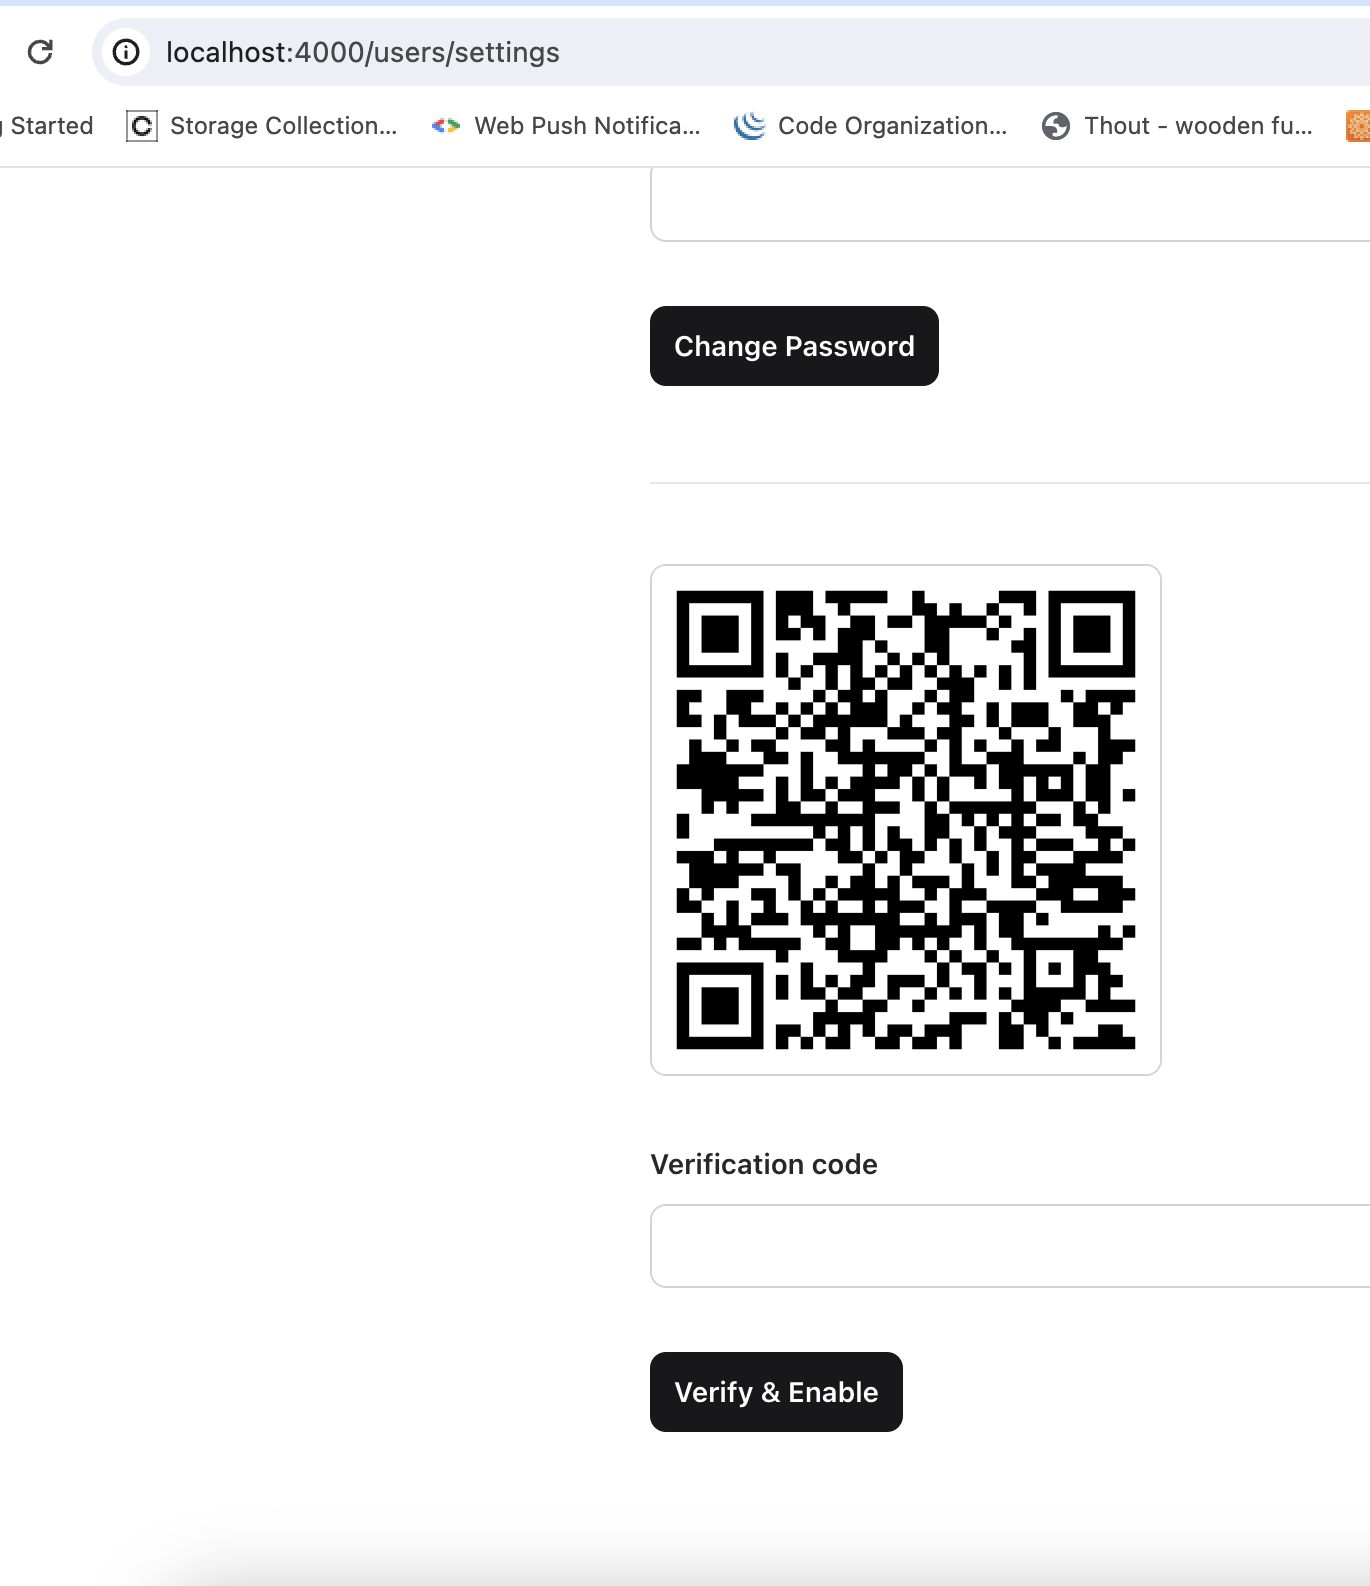 localhost:4000/users/settings
Started
Storage Collection...
Web Push Notifica...
Code Organization...
Thout - wooden fu...
Change Password
Verification code
Verify & Enable